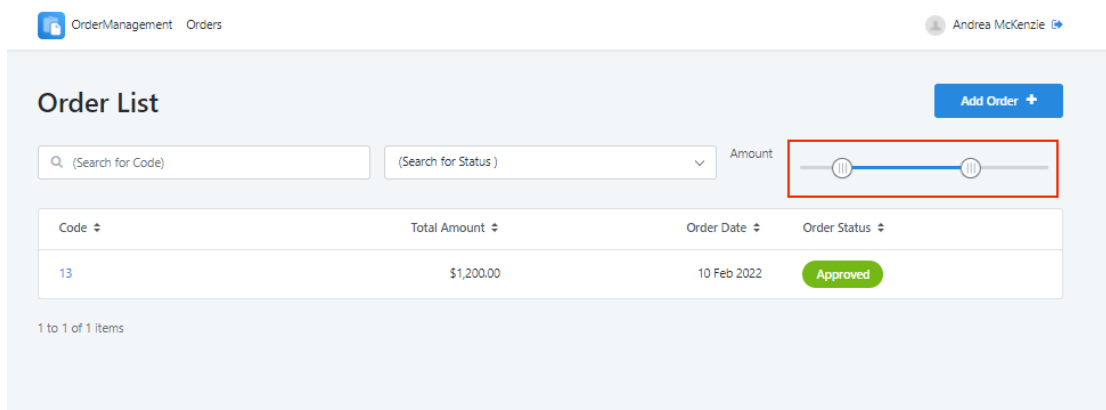 OrderManagement Orders Andrea McKenzie
Order List
Add Order +
(Search for Code) (Search for Status ) Amount
Code Total Amount Order Date Order Status
13 $1,200.00 10 Feb 2022 Approved
1 to 1 of 1 items